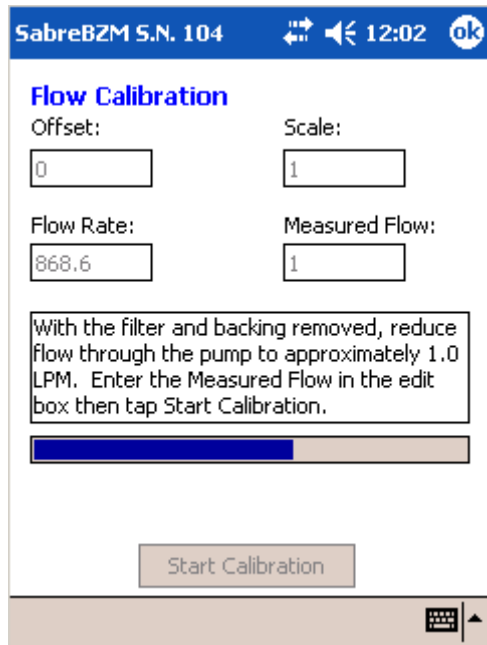 SabreBZM S.N. 104 12:02 ok
Flow Calibration
Offset: Scale:
0 1
Flow Rate: Measured Flow:
868.6 1
With the filter and backing removed, reduce
flow through the pump to approximately 1.0
LPM. Enter the Measured Flow in the edit
box then tap Start Calibration.
Start Calibration